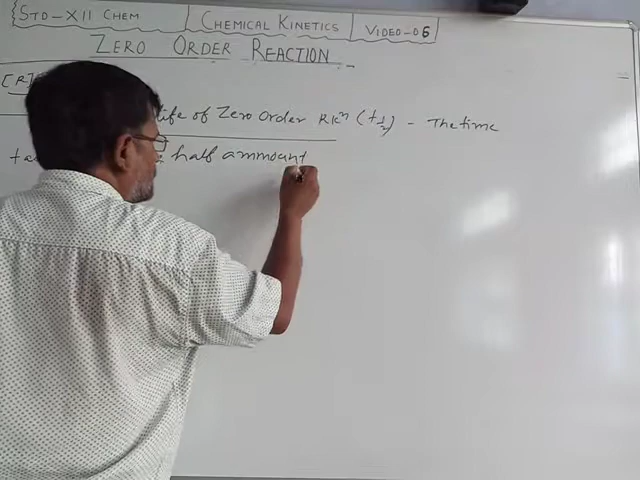 STD-XII CHEM CHEMICAL KINETICS VIDEO-06
ZERO ORDER REACTION
[R]
life of Zero Order RKⁿ (t½) - The time
half ammount